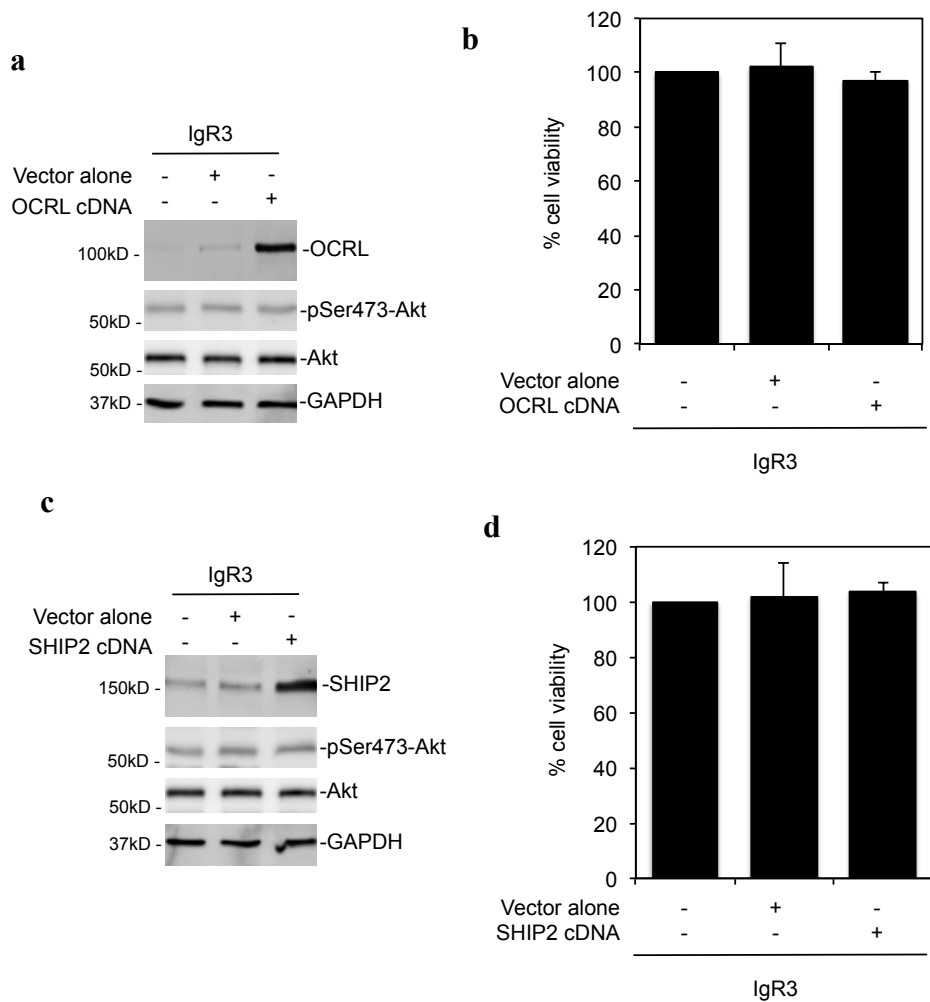 a
IgR3
Vector alone - + -
OCRL cDNA - - +
100kD - -OCRL
50kD - -pSer473-Akt
50kD - -Akt
37kD - -GAPDH
b
% cell viability
120
100
80
60
40
20
0
Vector alone - + -
OCRL cDNA - - +
IgR3
c
IgR3
Vector alone - + -
SHIP2 cDNA - - +
150kD - -SHIP2
50kD - -pSer473-Akt
50kD - -Akt
37kD - -GAPDH
d
% cell viability
120
100
80
60
40
20
0
Vector alone - + -
SHIP2 cDNA - - +
IgR3